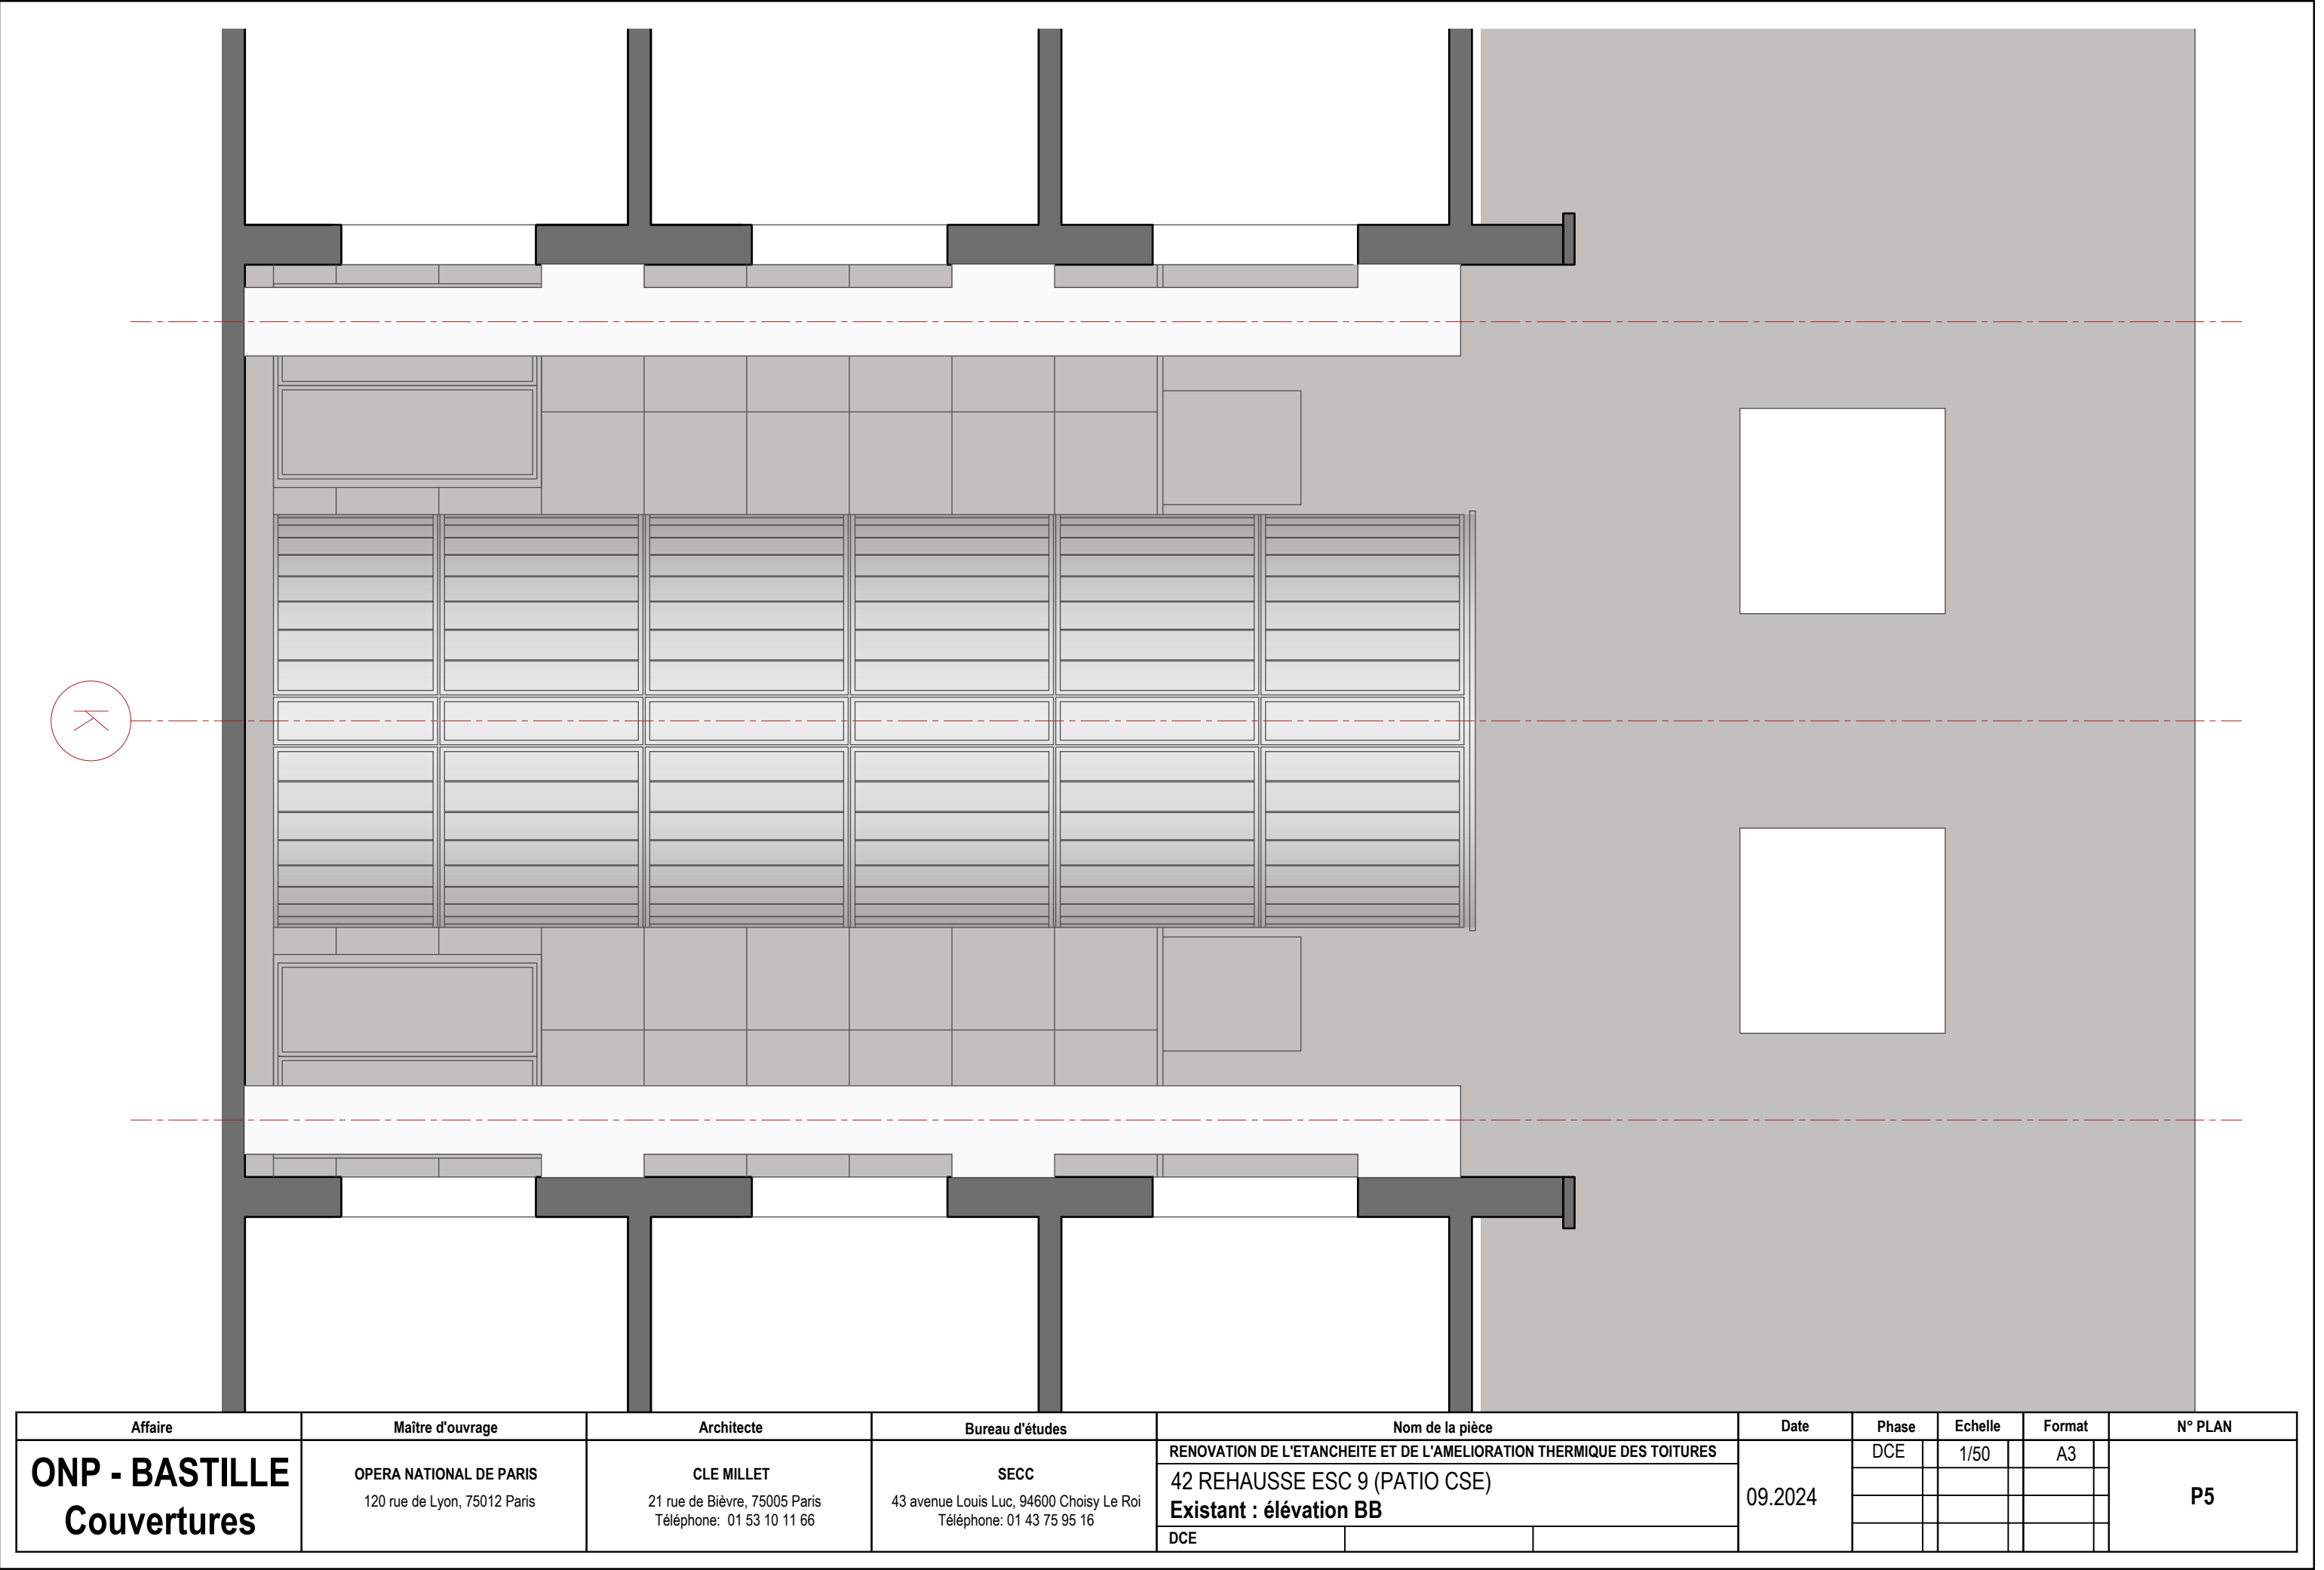 K
Affaire
Maître d'ouvrage
Architecte
Bureau d'études
Nom de la pièce
Date
Phase
Echelle
Format
N° PLAN
ONP - BASTILLE
Couvertures
OPERA NATIONAL DE PARIS
120 rue de Lyon, 75012 Paris
CLE MILLET
21 rue de Bièvre, 75005 Paris
Téléphone: 01 53 10 11 66
SECC
43 avenue Louis Luc, 94600 Choisy Le Roi
Téléphone: 01 43 75 95 16
RENOVATION DE L'ETANCHEITE ET DE L'AMELIORATION THERMIQUE DES TOITURES
42 REHAUSSE ESC 9 (PATIO CSE)
Existant : élévation BB
DCE
09.2024
DCE
1/50
A3
P5